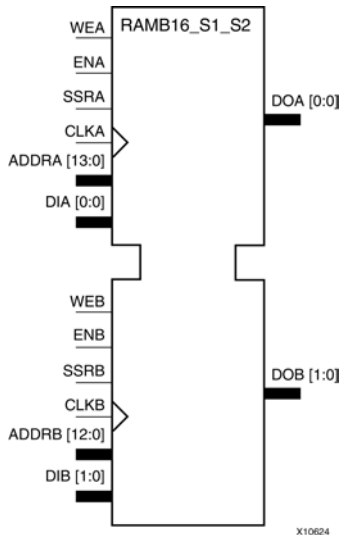 RAMB16_S1_S2
WEA
ENA
SSRA
CLKA
ADDRA [13:0]
DIA [0:0]
DOA [0:0]
WEB
ENB
SSRB
CLKB
ADDRB [12:0]
DIB [1:0]
DOB [1:0]
X10624